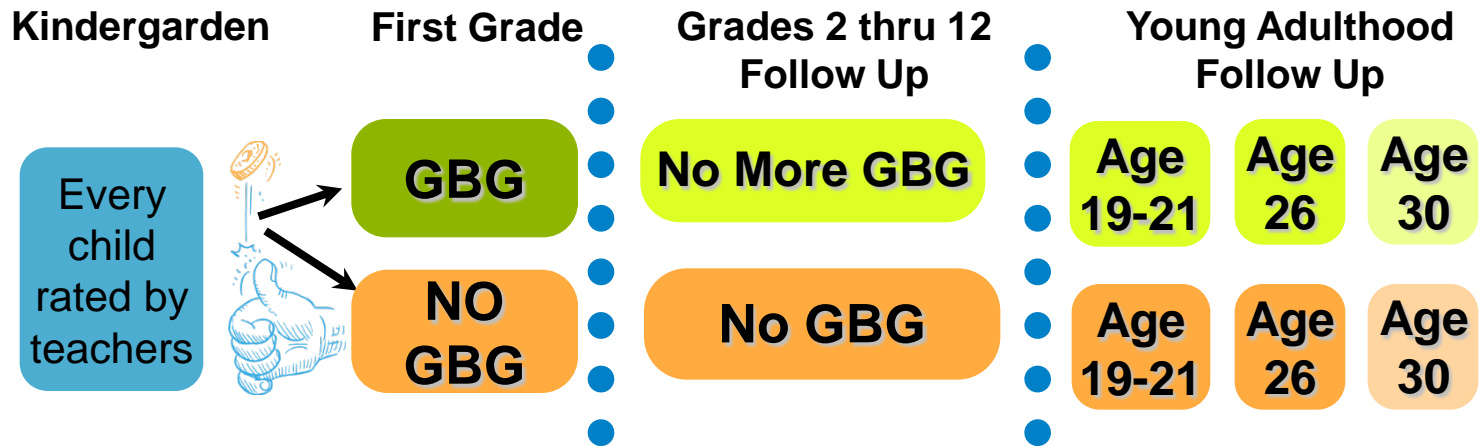 Kindergarden
First Grade
Grades 2 thru 12
Follow Up
Young Adulthood
Follow Up
Every
child
rated by
teachers
GBG
No More GBG
Age
19-21
Age
26
Age
30
NO
GBG
No GBG
Age
19-21
Age
26
Age
30